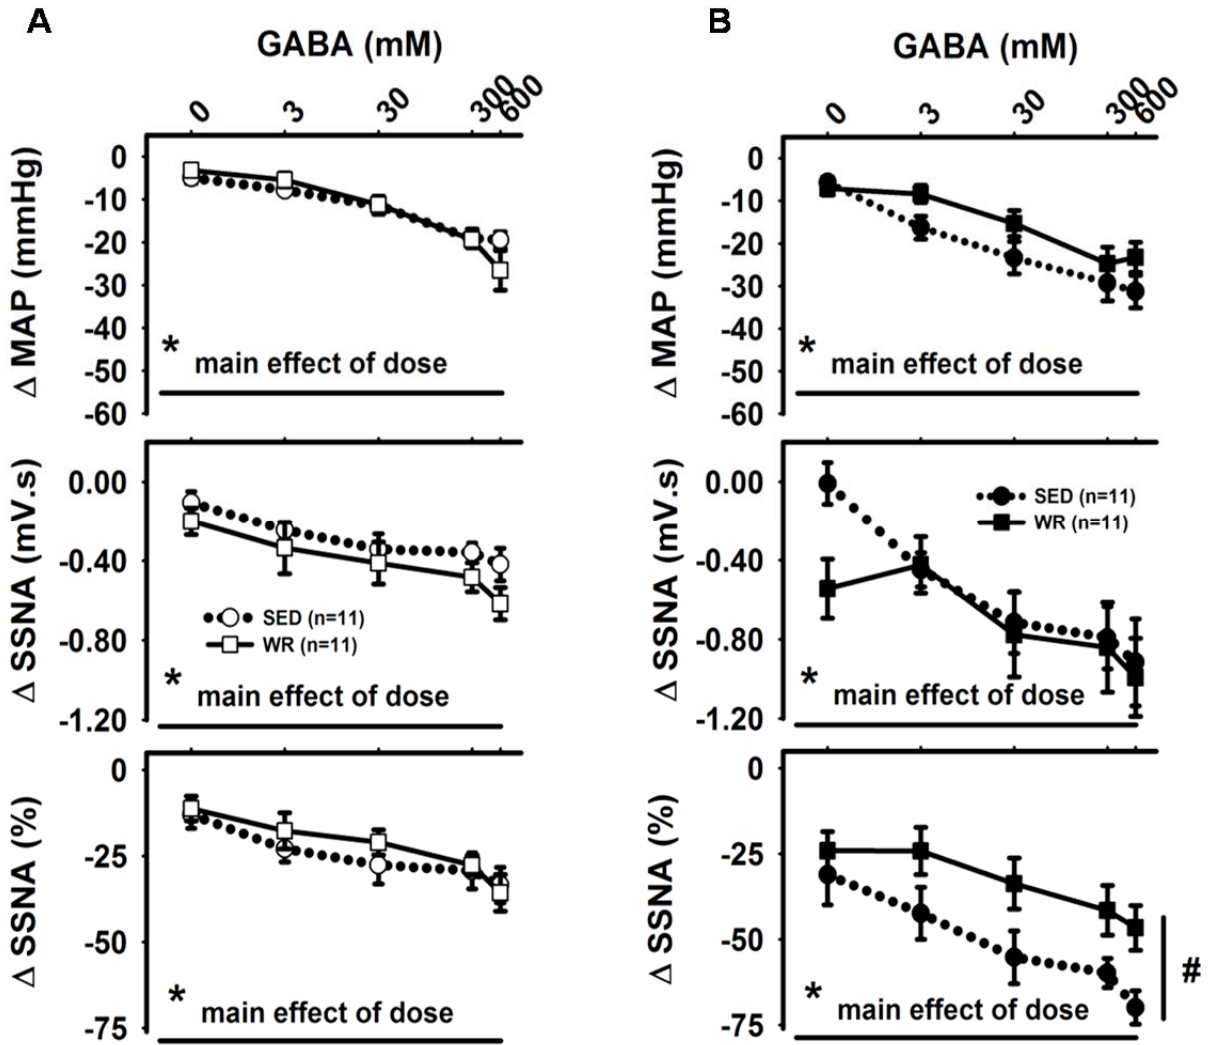 A
GABA (mM)
0 3 30 300 600
Δ MAP (mmHg)
0
-10
-20
-30
-40
-50
-60
* main effect of dose
Δ SSNA (mV.s)
0.00
-0.40
-0.80
-1.20
SED (n=11)
WR (n=11)
* main effect of dose
Δ SSNA (%)
0
-25
-50
-75
* main effect of dose
B
GABA (mM)
0 3 30 300 600
Δ MAP (mmHg)
0
-10
-20
-30
-40
-50
-60
* main effect of dose
Δ SSNA (mV.s)
0.00
-0.40
-0.80
-1.20
SED (n=11)
WR (n=11)
* main effect of dose
Δ SSNA (%)
0
-25
-50
-75
* main effect of dose
#